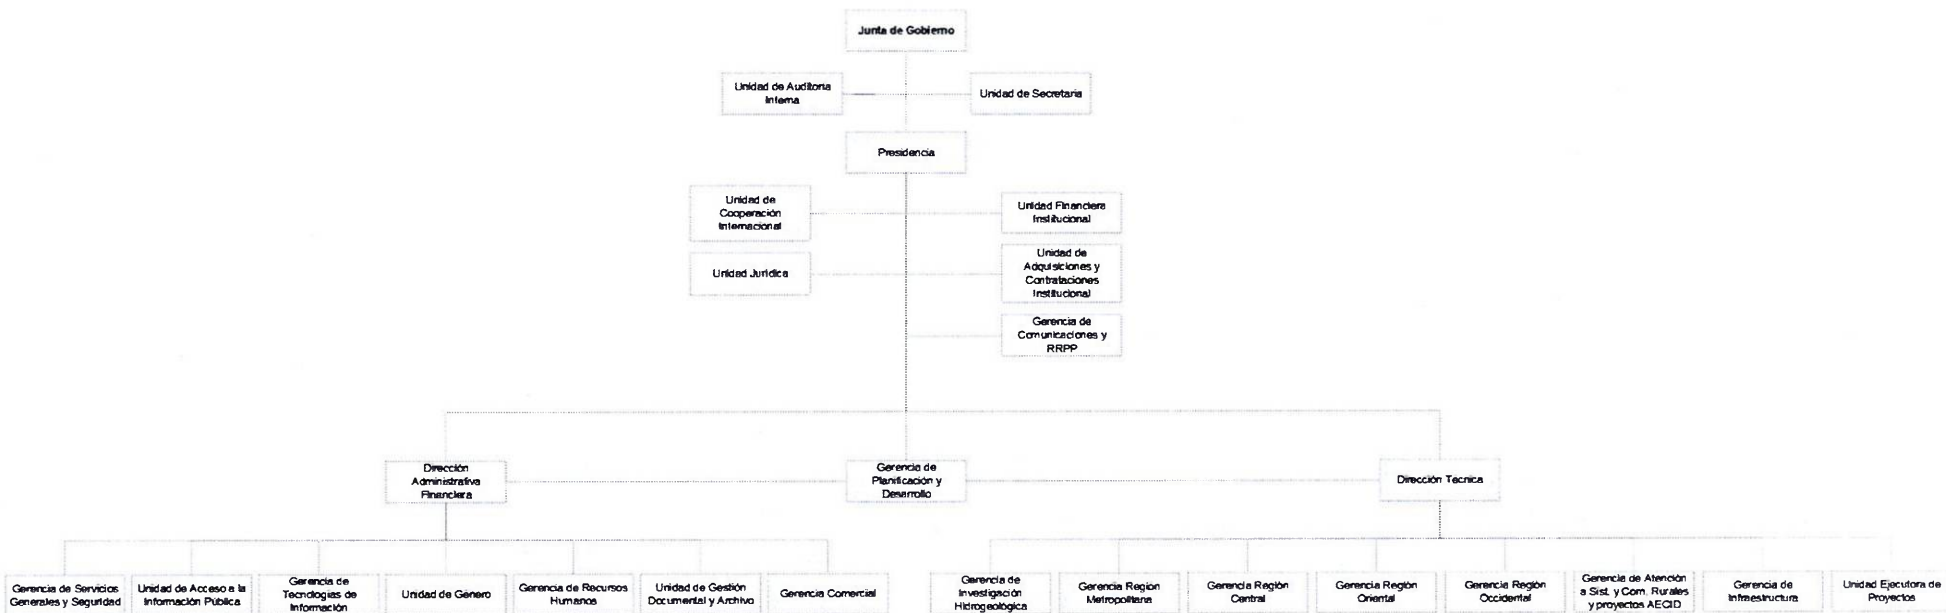 Junta de Gobierno
Unidad de Auditoria
Interna
Unidad de Secretaria
Presidencia
Unidad de
Cooperación
Internacional
Unidad Financiera
Institucional
Unidad Jurídica
Unidad de
Adquisiciones y
Contrataciones
Institucional
Gerencia de
Comunicaciones y
RRPP
Dirección
Administrativa
Financiera
Gerencia de
Planificación y
Desarrollo
Dirección Tecnica
Gerencia de Servicios
Generales y Seguridad
Unidad de Acceso a la
Información Pública
Gerencia de
Tecnologías de
Información
Unidad de Genero
Gerencia de Recursos
Humanos
Unidad de Gestión
Documental y Archivo
Gerencia Comercial
Gerencia de
Investigación
Hidrogeológica
Gerencia Region
Metropolitana
Gerencia Región
Central
Gerencia Región
Oriental
Gerencia Región
Occidental
Gerencia de Atención
a Sist. y Com. Rurales
y proyectos AECID
Gerencia de
Infraestructura
Unidad Ejecutora de
Proyectos